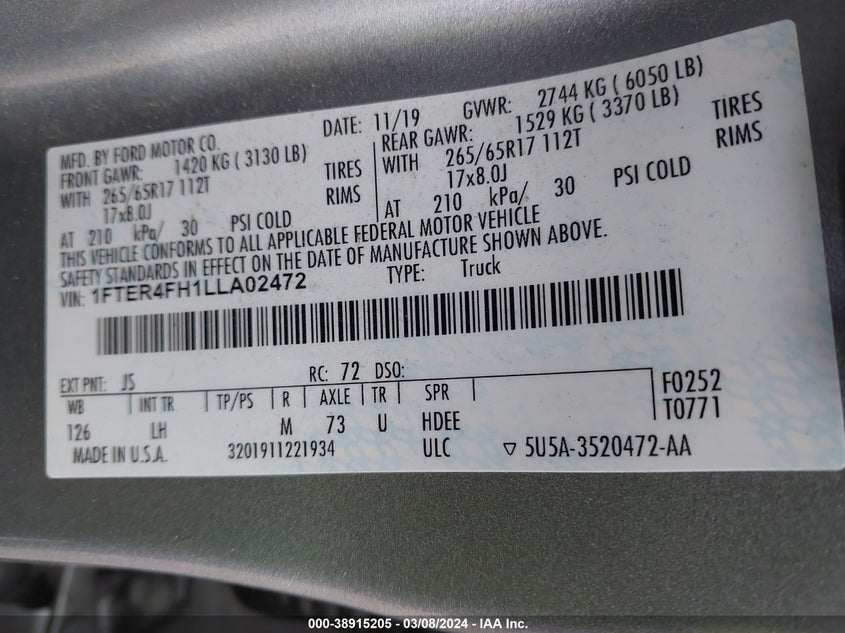 MFD. BY FORD MOTOR CO. DATE: 11/19 GVWR: 2744 KG ( 6050 LB)
FRONT GAWR: 1420 KG ( 3130 LB) REAR GAWR: 1529 KG ( 3370 LB)
WITH 265/65R17 112T TIRES WITH 265/65R17 112T TIRES
17x8.0J RIMS 17x8.0J RIMS
AT 210 kPa/ 30 PSI COLD AT 210 kPa/ 30 PSI COLD
THIS VEHICLE CONFORMS TO ALL APPLICABLE FEDERAL MOTOR VEHICLE
SAFETY STANDARDS IN EFFECT ON THE DATE OF MANUFACTURE SHOWN ABOVE.
VIN: 1FTER4FH1LLA02472 TYPE: Truck
EXT PNT: JS RC: 72 DSO: F0252
WB INT TR TP/PS R AXLE TR SPR T0771
126 LH M 73 U HDEE
MADE IN U.S.A. 3201911221934 ULC ▽ 5U5A-3520472-AA
000-38915205 — 03/08/2024 — IAA Inc.